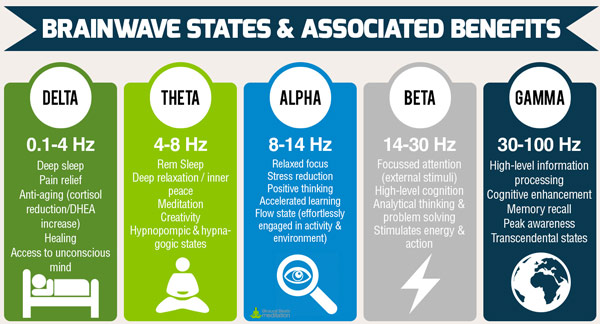 BRAINWAVE STATES & ASSOCIATED BENEFITS
DELTA
0.1-4 Hz
Deep sleep
Pain relief
Anti-aging (cortisol
reduction/DHEA
increase)
Healing
Access to unconscious
mind
THETA
4-8 Hz
Rem Sleep
Deep relaxation / inner
peace
Meditation
Creativity
Hypnopompic & hypna-
gogic states
ALPHA
8-14 Hz
Relaxed focus
Stress reduction
Positive thinking
Accelerated learning
Flow state (effortlessly
engaged in activity &
environment)
BETA
14-30 Hz
Focussed attention
(external stimuli)
High-level cognition
Analytical thinking &
problem solving
Stimulates energy &
action
GAMMA
30-100 Hz
High-level information
processing
Cognitive enhancement
Memory recall
Peak awareness
Transcendental states
meditation